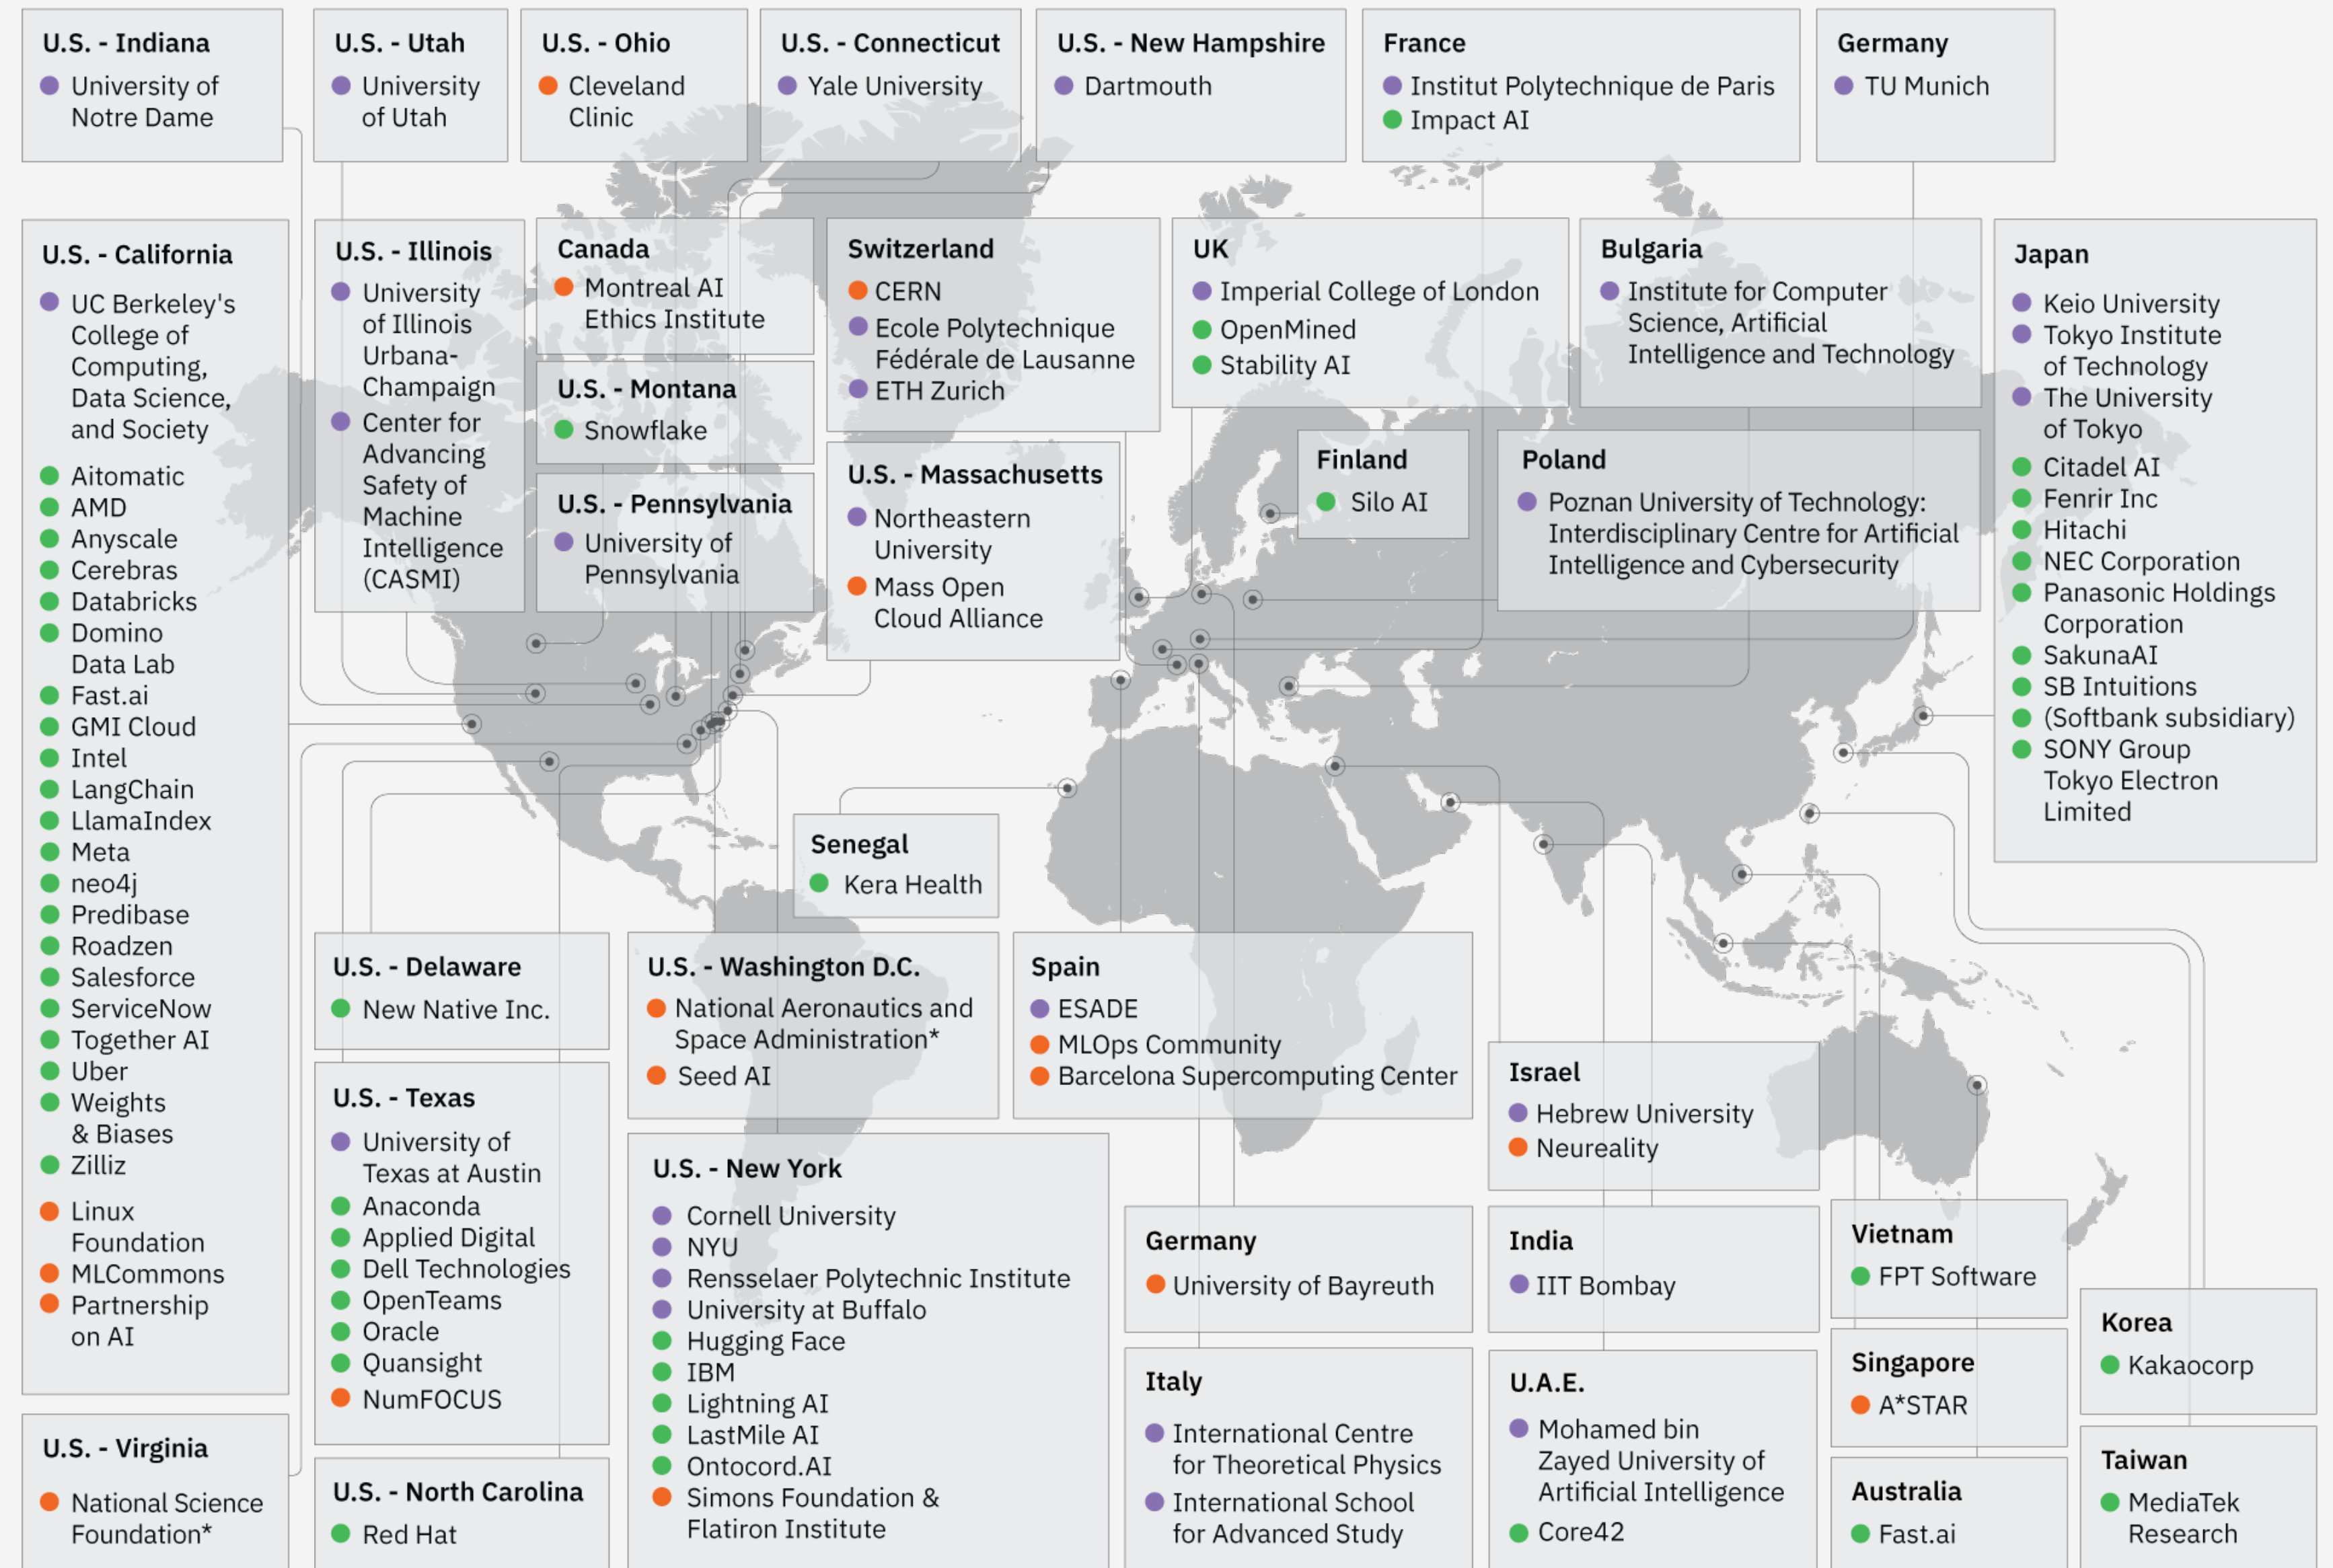 U.S. - Indiana
University of
Notre Dame
U.S. - Utah
University
of Utah
U.S. - Ohio
Cleveland
Clinic
U.S. - Connecticut
Yale University
U.S. - New Hampshire
Dartmouth
France
Institut Polytechnique de Paris
Impact AI
Germany
TU Munich
U.S. - California
UC Berkeley's
College of
Computing,
Data Science,
and Society
Aitomatic
AMD
Anyscale
Cerebras
Databricks
Domino
Data Lab
Fast.ai
GMI Cloud
Intel
LangChain
LlamaIndex
Meta
neo4j
Predibase
Roadzen
Salesforce
ServiceNow
Together AI
Uber
Weights
& Biases
Zilliz
Linux
Foundation
MLCommons
Partnership
on AI
U.S. - Illinois
University
of Illinois
Urbana-
Champaign
Center for
Advancing
Safety of
Machine
Intelligence
(CASMI)
Canada
Montreal AI
Ethics Institute
U.S. - Montana
Snowflake
U.S. - Pennsylvania
University of
Pennsylvania
Switzerland
CERN
Ecole Polytechnique
Fédérale de Lausanne
ETH Zurich
U.S. - Massachusetts
Northeastern
University
Mass Open
Cloud Alliance
UK
Imperial College of London
OpenMined
Stability AI
Finland
Silo AI
Bulgaria
Institute for Computer
Science, Artificial
Intelligence and Technology
Poland
Poznan University of Technology:
Interdisciplinary Centre for Artificial
Intelligence and Cybersecurity
Japan
Keio University
Tokyo Institute
of Technology
The University
of Tokyo
Citadel AI
Fenrir Inc
Hitachi
NEC Corporation
Panasonic Holdings
Corporation
SakunaAI
SB Intuitions
(Softbank subsidiary)
SONY Group
Tokyo Electron
Limited
Senegal
Kera Health
U.S. - Delaware
New Native Inc.
U.S. - Washington D.C.
National Aeronautics and
Space Administration*
Seed AI
Spain
ESADE
MLOps Community
Barcelona Supercomputing Center
U.S. - Texas
University of
Texas at Austin
Anaconda
Applied Digital
Dell Technologies
OpenTeams
Oracle
Quansight
NumFOCUS
U.S. - New York
Cornell University
NYU
Rensselaer Polytechnic Institute
University at Buffalo
Hugging Face
IBM
Lightning AI
LastMile AI
Ontocord.AI
Simons Foundation &
Flatiron Institute
Israel
Hebrew University
Neureality
Germany
University of Bayreuth
India
IIT Bombay
Vietnam
FPT Software
Korea
Kakaocorp
Italy
International Centre
for Theoretical Physics
International School
for Advanced Study
U.A.E.
Mohamed bin
Zayed University of
Artificial Intelligence
Core42
Singapore
A*STAR
Australia
Fast.ai
Taiwan
MediaTek
Research
U.S. - Virginia
National Science
Foundation*
U.S. - North Carolina
Red Hat